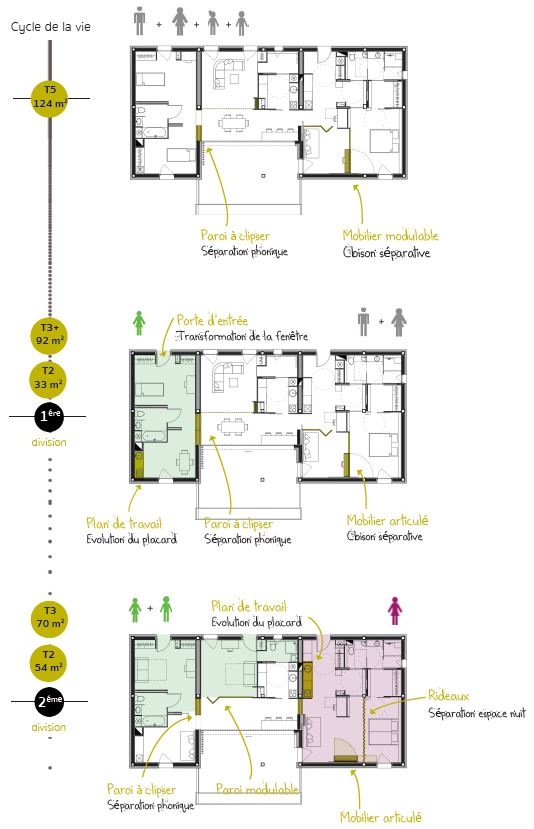 Cycle de la vie
+ + +
T5
124 m²
Paroi à clipser
Séparation phonique
Mobilier modulable
Cloison séparative
T3+
92 m²
T2
33 m²
1ère
division
+
Porte d'entrée
Transformation de la fenêtre
Plan de travail
Evolution du placard
Paroi à clipser
Séparation phonique
Mobilier articulé
Cloison séparative
T3
70 m²
T2
54 m²
2ème
division
+
Plan de travail
Evolution du placard
Rideaux
Séparation espace nuit
Paroi à clipser
Séparation phonique
Paroi modulable
Mobilier articulé